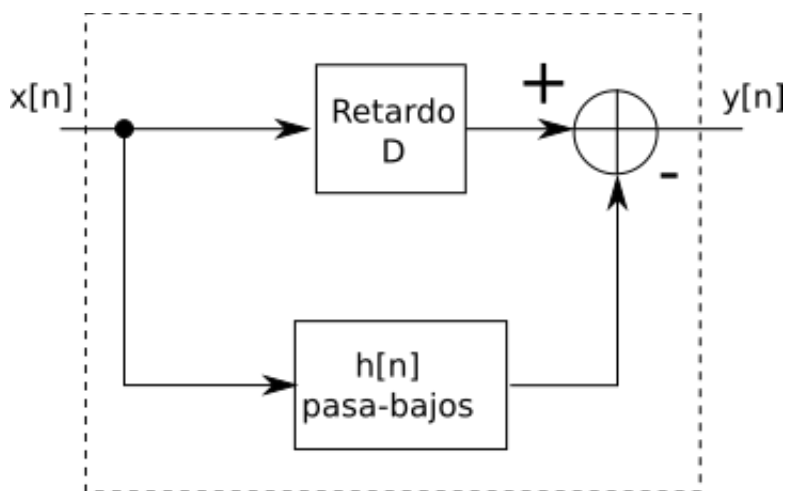 x[n]
Retardo
D
+
y[n]
-
h[n]
pasa-bajos